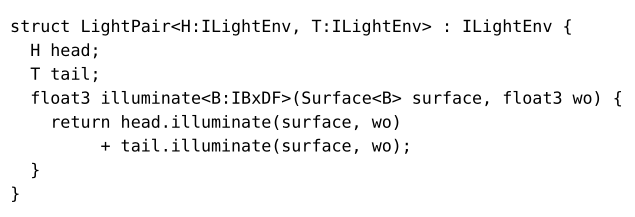 struct LightPair<H:ILightEnv, T:ILightEnv> : ILightEnv {
  H head;
  T tail;
  float3 illuminate<B:IBxDF>(Surface<B> surface, float3 wo) {
    return head.illuminate(surface, wo)
         + tail.illuminate(surface, wo);
  }
}